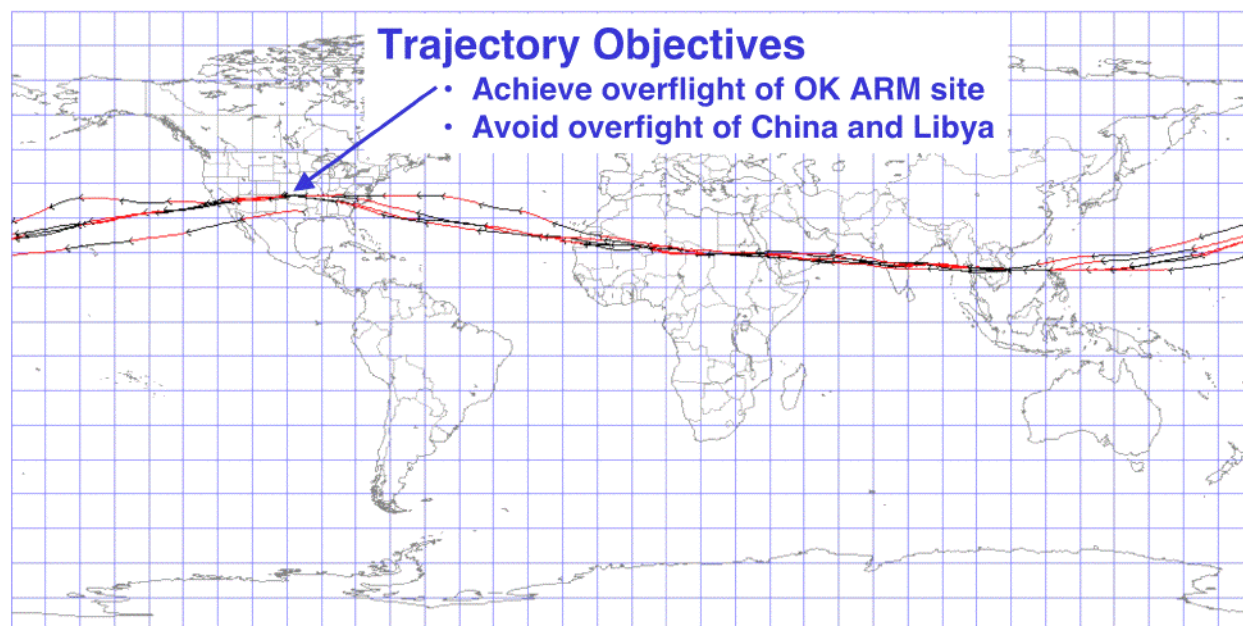 Trajectory Objectives
• Achieve overflight of OK ARM site
• Avoid overfight of China and Libya